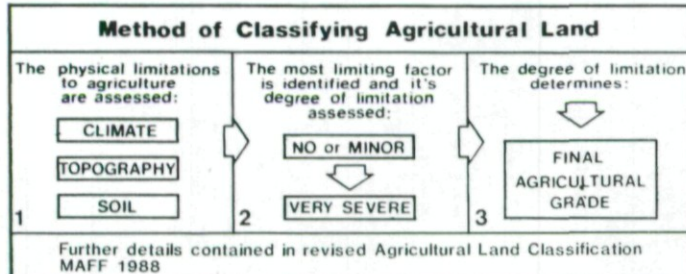 Method of Classifying Agricultural Land
The physical limitations
to agriculture
are assessed:
CLIMATE
TOPOGRAPHY
SOIL
1
The most limiting factor
is identified and it's
degree of limitation
assessed:
NO or MINOR
VERY SEVERE
2
The degree of limitation
determines:
FINAL
AGRICULTURAL
GRADE
3
Further details contained in revised Agricultural Land Classification
MAFF 1988